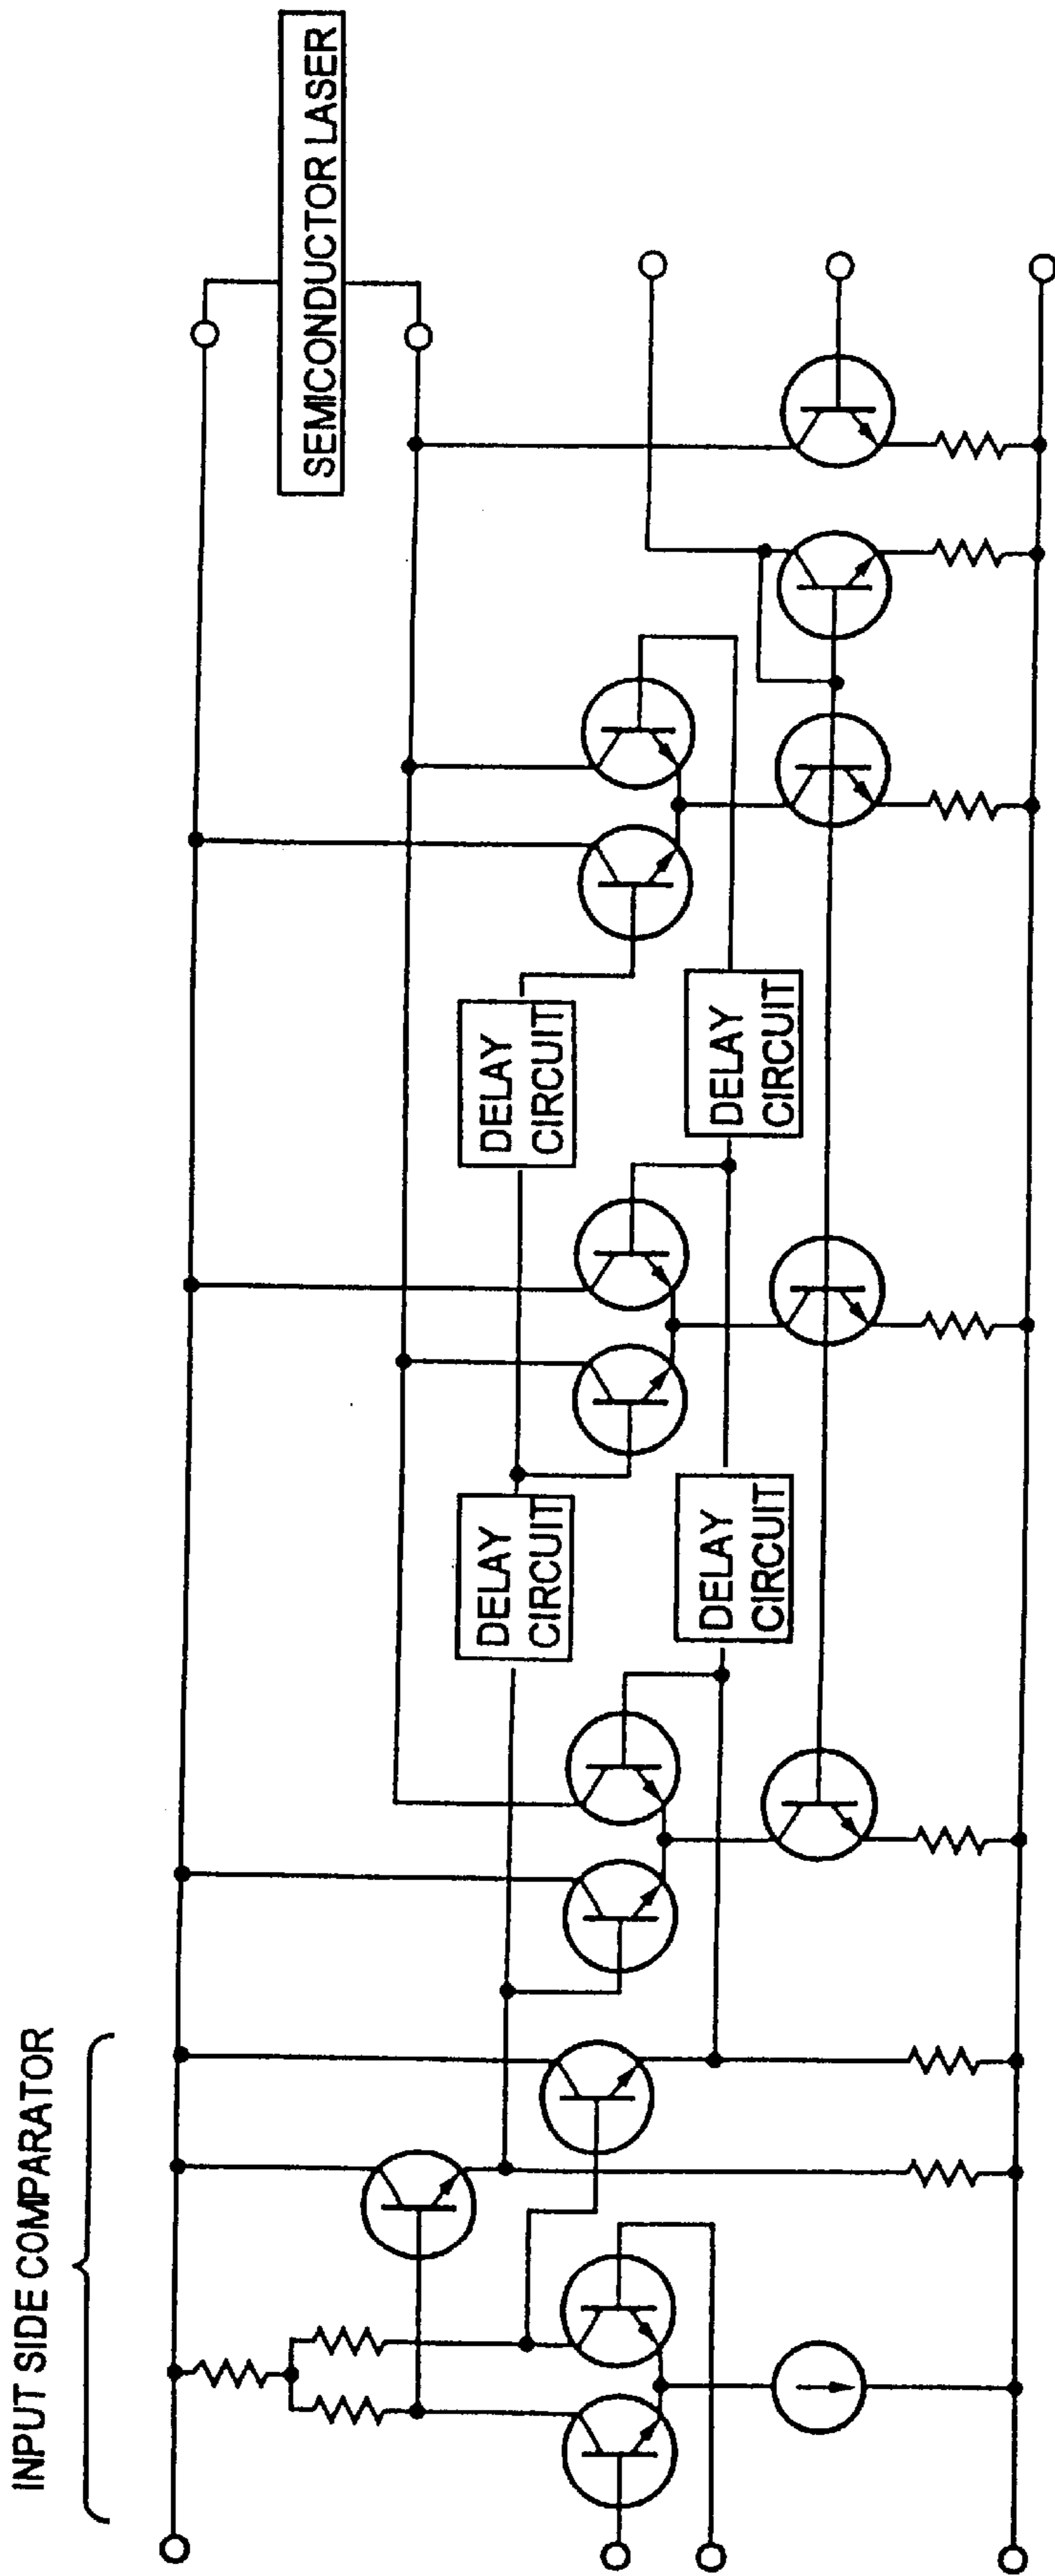 INPUT SIDE COMPARATOR
SEMICONDUCTOR LASER
DELAY
CIRCUIT
DELAY
CIRCUIT
DELAY
CIRCUIT
DELAY
CIRCUIT